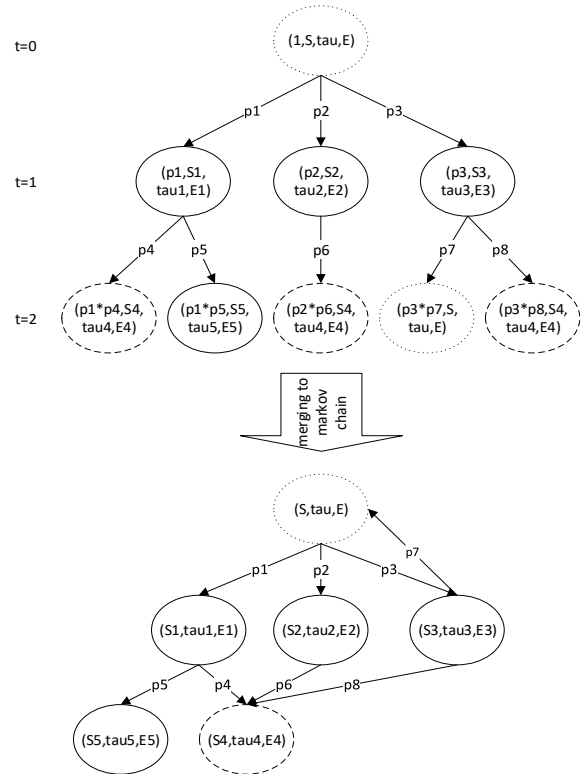 t=0
(1,S,tau,E)
p1
p2
p3
t=1
(p1,S1,
tau1,E1)
(p2,S2,
tau2,E2)
(p3,S3,
tau3,E3)
p4
p5
p6
p7
p8
t=2
(p1*p4,S4,
tau4,E4)
(p1*p5,S5,
tau5,E5)
(p2*p6,S4,
tau4,E4)
(p3*p7,S,
tau,E)
(p3*p8,S4,
tau4,E4)
merging to
markov
chain
(S,tau,E)
p1
p2
p3
p7
(S1,tau1,E1)
(S2,tau2,E2)
(S3,tau3,E3)
p5
p4
p6
p8
(S5,tau5,E5)
(S4,tau4,E4)